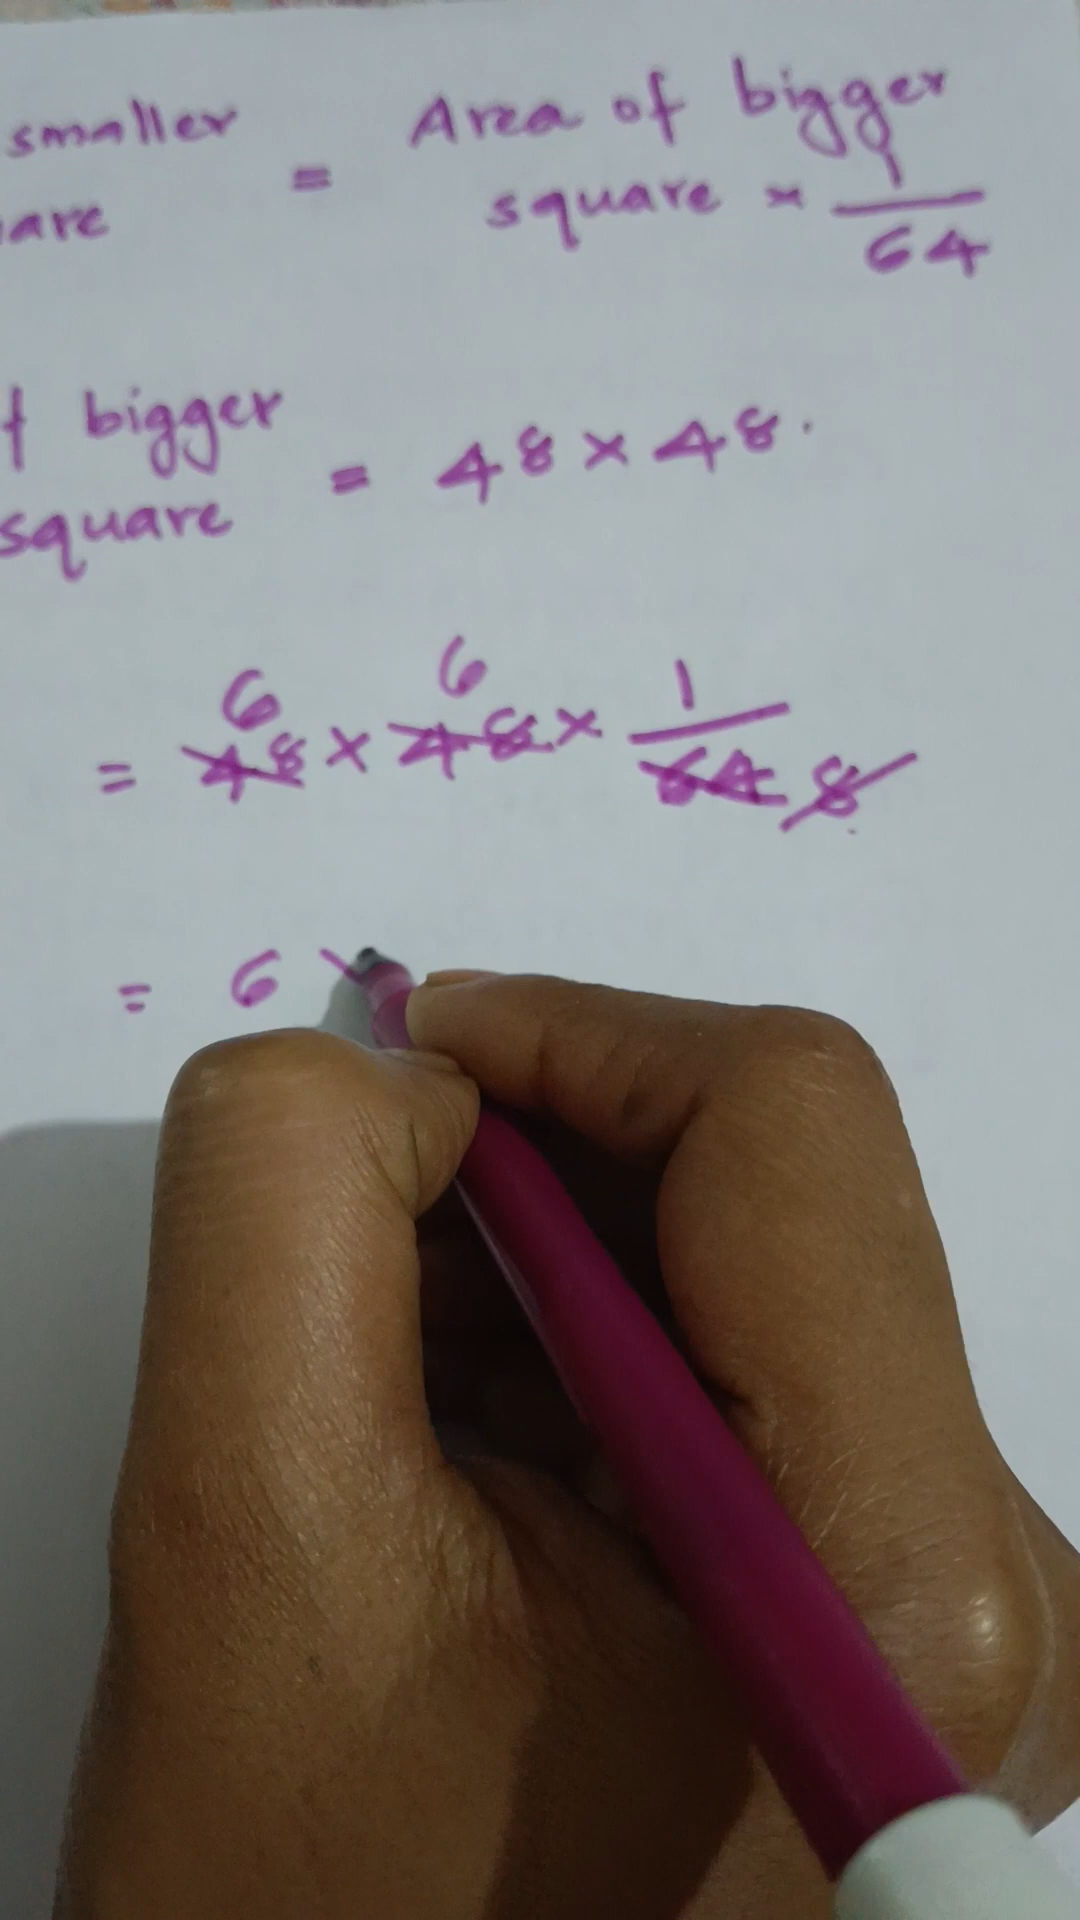 smaller = Area of bigger
square × 1/64
bigger = 48 × 48.
square
6 6 1
= 48 × 48 × 64 8
= 6 ×